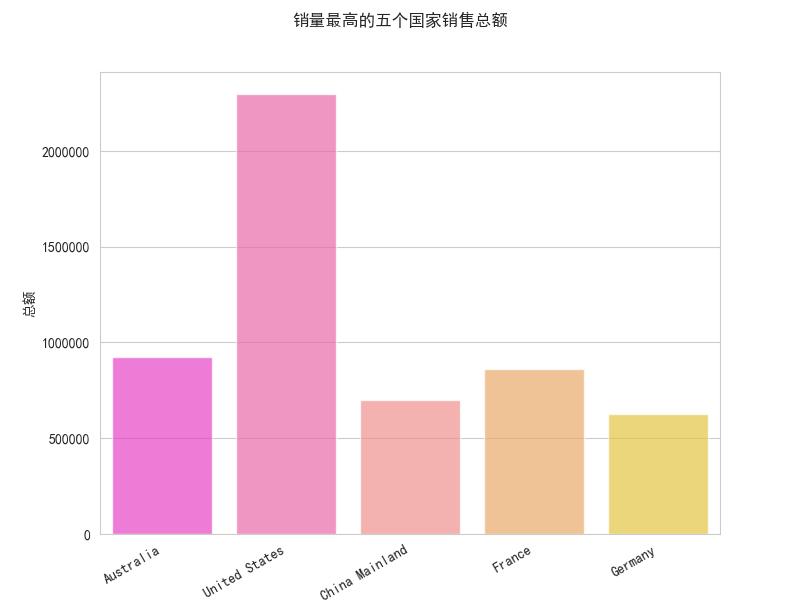 销量最高的五个国家销售总额
总额
2000000
1500000
1000000
500000
0
Australia
United States
China Mainland
France
Germany